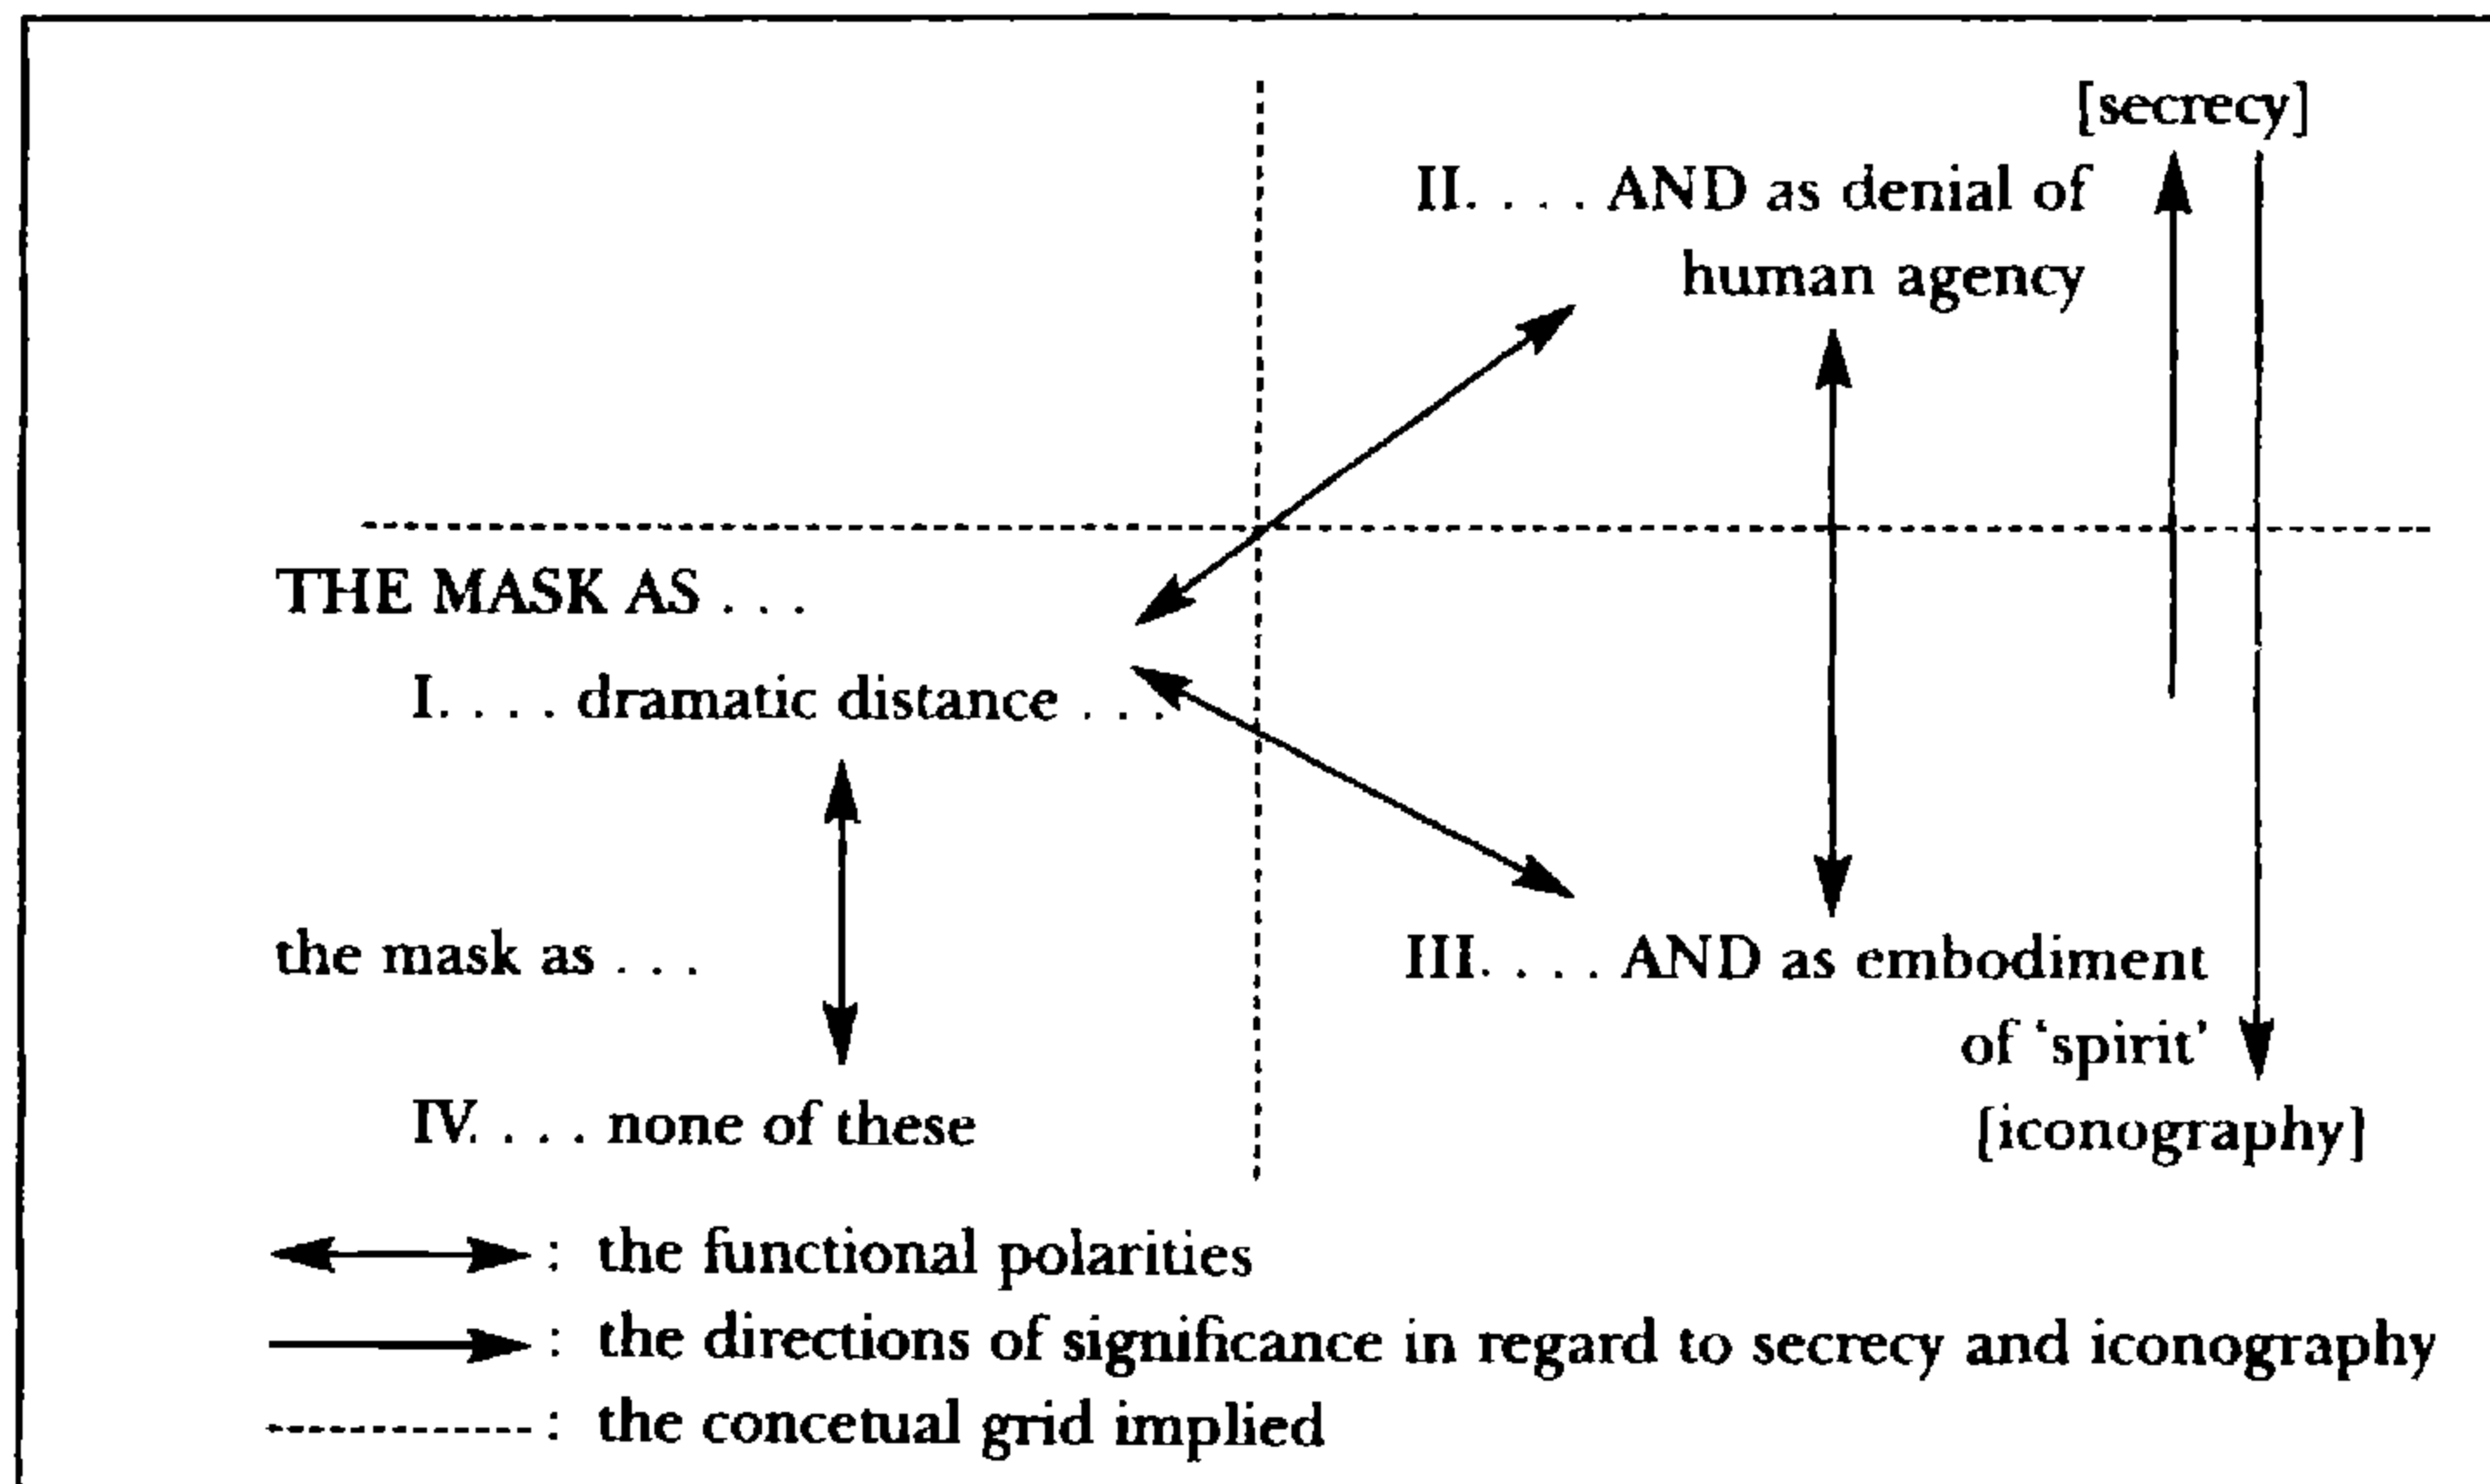 [secrecy]
II. . . . AND as denial of
human agency
THE MASK AS . . .
I. . . . dramatic distance . . .
the mask as . . .
III. . . . AND as embodiment
of ‘spirit’
IV. . . . none of these
[iconography]
: the functional polarities
: the directions of significance in regard to secrecy and iconography
: the concetual grid implied